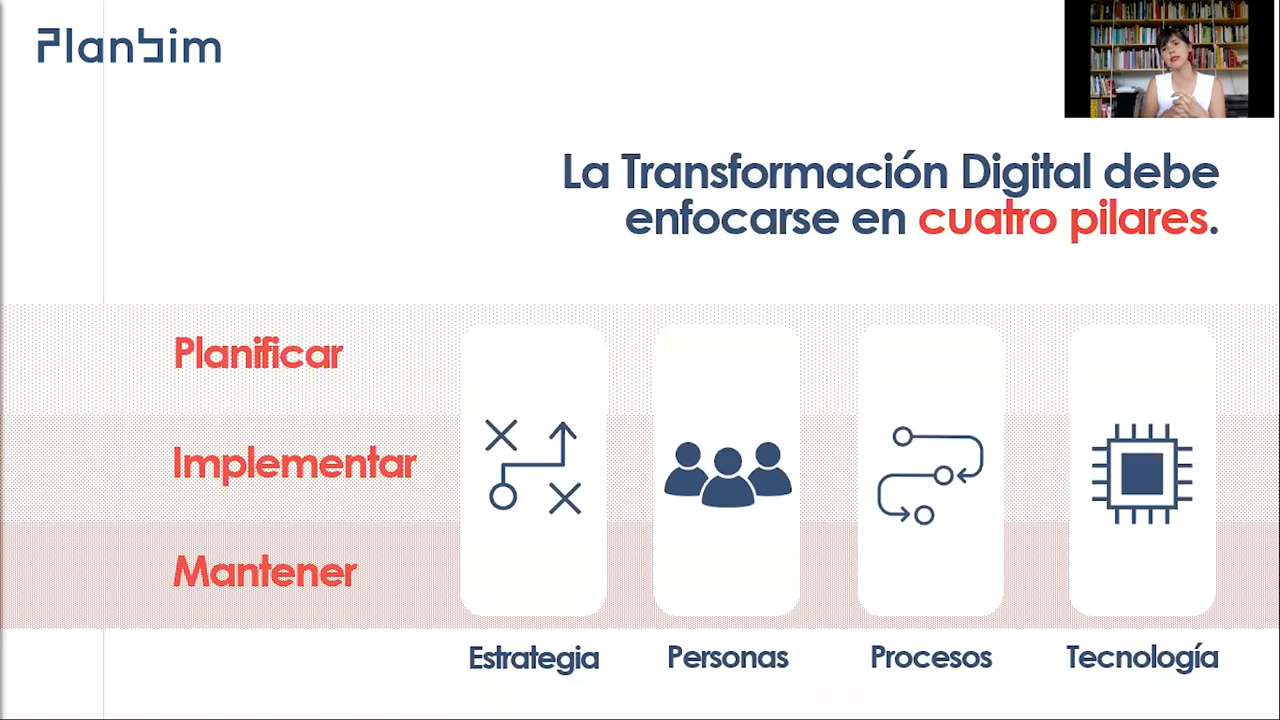 Planbim
La Transformación Digital debe
enfocarse en cuatro pilares.
Planificar
Implementar
Mantener
Estrategia
Personas
Procesos
Tecnología